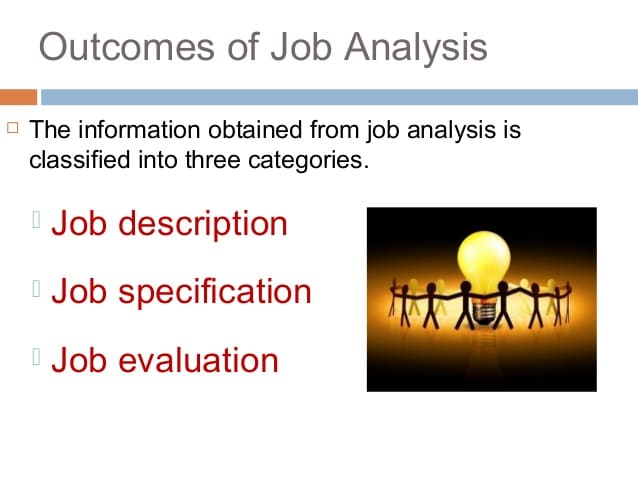 Outcomes of Job Analysis
The information obtained from job analysis is
classified into three categories.
Job description
Job specification
Job evaluation